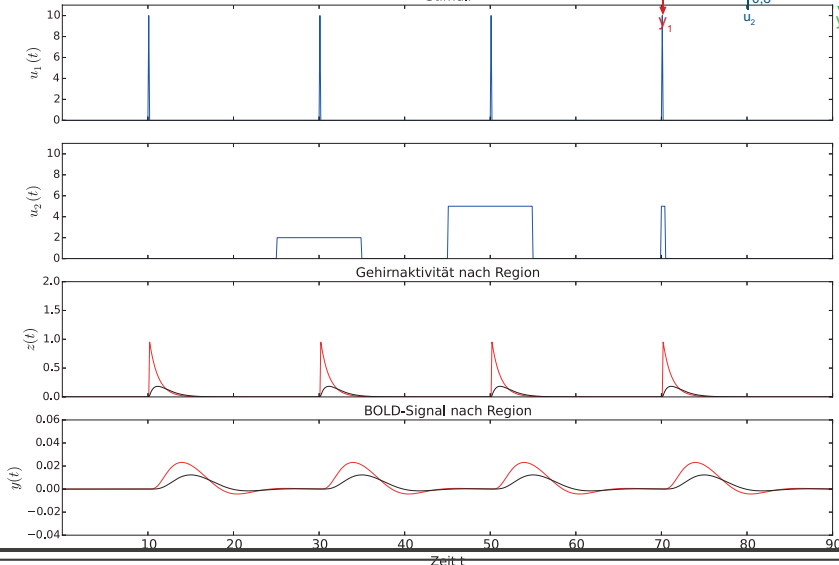 0,8
y1
u2
y
10
8
6
4
2
0
u1(t)
10
8
6
4
2
0
u2(t)
Gehirnaktivität nach Region
2.0
1.5
1.0
0.5
0.0
z(t)
BOLD-Signal nach Region
0.06
0.04
0.02
0.00
−0.02
−0.04
y(t)
10 20 30 40 50 60 70 80 90
Zeit t